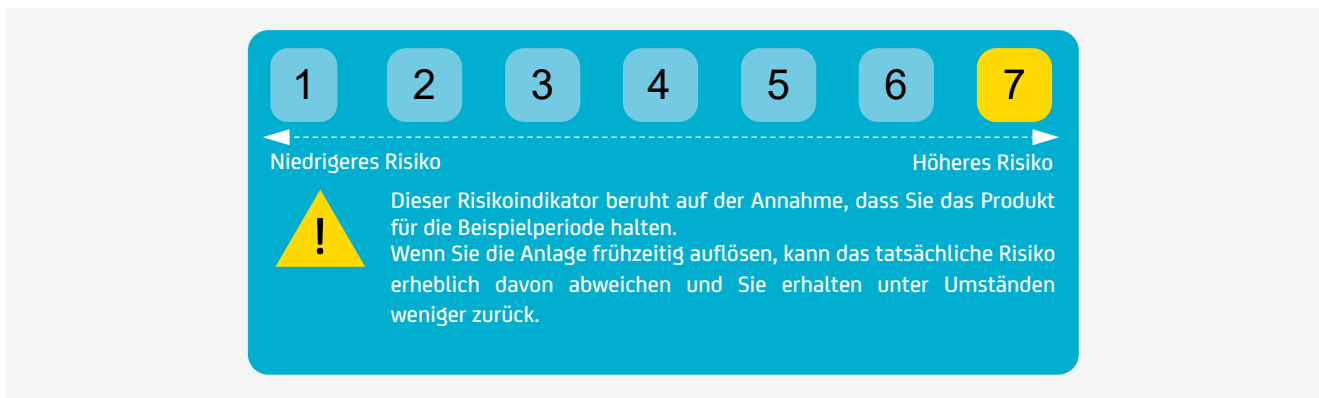 1 2 3 4 5 6 7
Niedrigeres Risiko Höheres Risiko
!
Dieser Risikoindikator beruht auf der Annahme, dass Sie das Produkt
für die Beispielperiode halten.
Wenn Sie die Anlage frühzeitig auflösen, kann das tatsächliche Risiko
erheblich davon abweichen und Sie erhalten unter Umständen
weniger zurück.